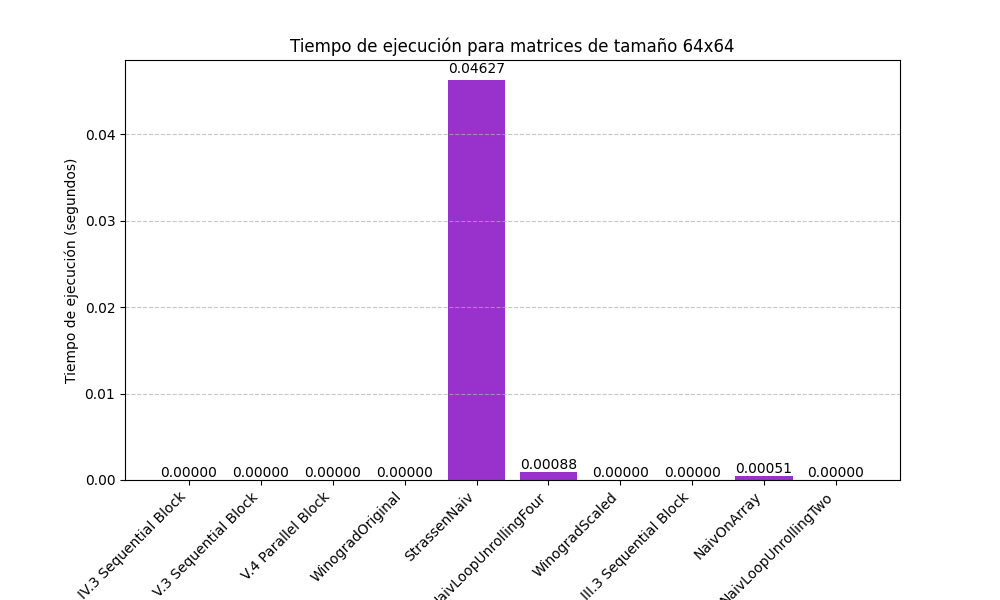 Tiempo de ejecución para matrices de tamaño 64x64
Tiempo de ejecución (segundos)
0.04
0.03
0.02
0.01
0.00
0.00000
0.00000
0.00000
0.00000
0.04627
0.00088
0.00000
0.00000
0.00051
0.00000
IV.3 Sequential Block
V.3 Sequential Block
V.4 Parallel Block
WinogradOriginal
StrassenNaiv
aivLoopUnrollingFour
WinogradScaled
III.3 Sequential Block
NaivOnArray
NaivLoopUnrollingTwo